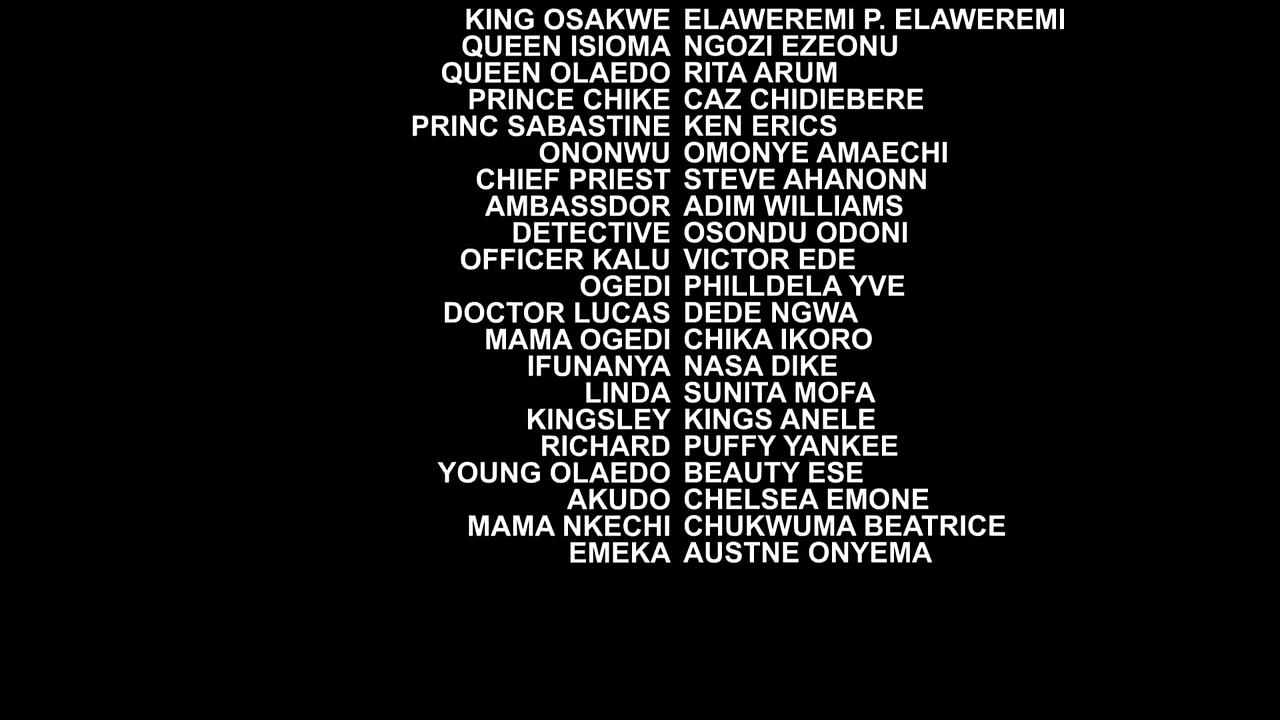 KING OSAKWE ELAWEREMI P. ELAWEREMI
QUEEN ISIOMA NGOZI EZEONU
QUEEN OLAEDO RITA ARUM
PRINCE CHIKE CAZ CHIDIEBERE
PRINC SABASTINE KEN ERICS
ONONWU OMONYE AMAECHI
CHIEF PRIEST STEVE AHANONN
AMBASSDOR ADIM WILLIAMS
DETECTIVE OSONDU ODONI
OFFICER KALU VICTOR EDE
OGEDI PHILLDELA YVE
DOCTOR LUCAS DEDE NGWA
MAMA OGEDI CHIKA IKORO
IFUNANYA NASA DIKE
LINDA SUNITA MOFA
KINGSLEY KINGS ANELE
RICHARD PUFFY YANKEE
YOUNG OLAEDO BEAUTY ESE
AKUDO CHELSEA EMONE
MAMA NKECHI CHUKWUMA BEATRICE
EMEKA AUSTNE ONYEMA